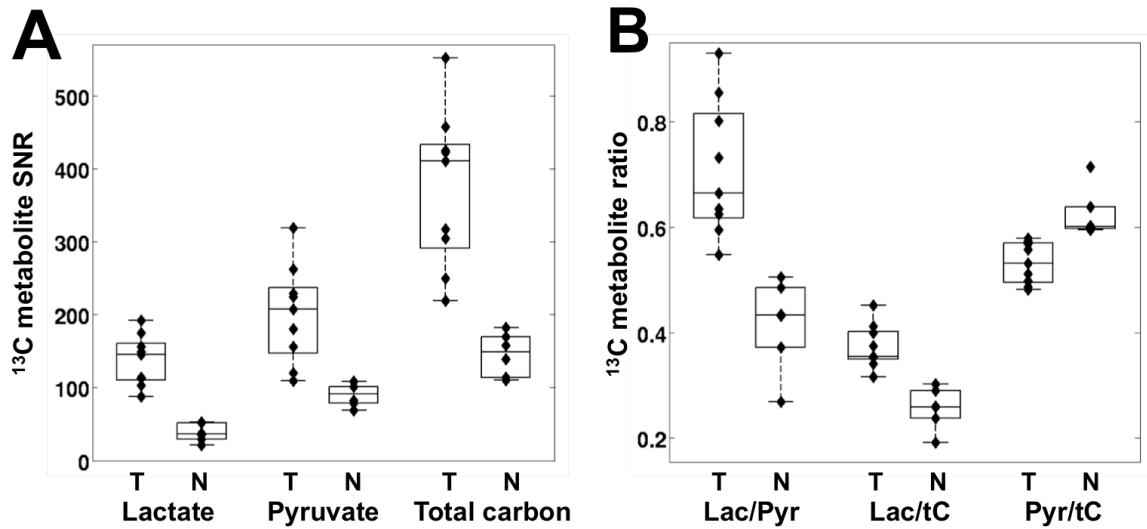 A
¹³C metabolite SNR
500
400
300
200
100
0
T N T N T N
Lactate Pyruvate Total carbon
B
¹³C metabolite ratio
0.8
0.6
0.4
0.2
T N T N T N
Lac/Pyr Lac/tC Pyr/tC